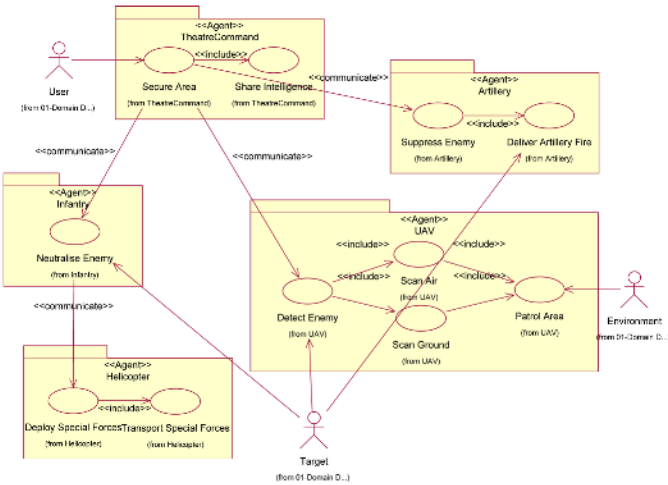 <<Agent>>
TheatreCommand
<<include>>
User
(from 01-Domain D...)
Secure Area
(from TheatreCommand)
Share Intelligence
(from TheatreCommand)
<<communicate>>
<<Agent>>
Artillery
<<include>>
Suppress Enemy
(from Artillery)
Deliver Artillery Fire
(from Artillery)
<<communicate>>
<<communicate>>
<<Agent>>
Infantry
Neutralise Enemy
(from Infantry)
<<Agent>>
UAV
<<include>>
<<include>>
<<include>>
<<include>>
Scan Air
(from UAV)
Detect Enemy
(from UAV)
Scan Ground
(from UAV)
Patrol Area
(from UAV)
Environment
(from 01-Domain D...
<<communicate>>
<<Agent>>
Helicopter
<<include>>
Deploy Special Forces
(from Helicopter)
Transport Special Forces
(from Helicopter)
Target
(from 01-Domain D...)